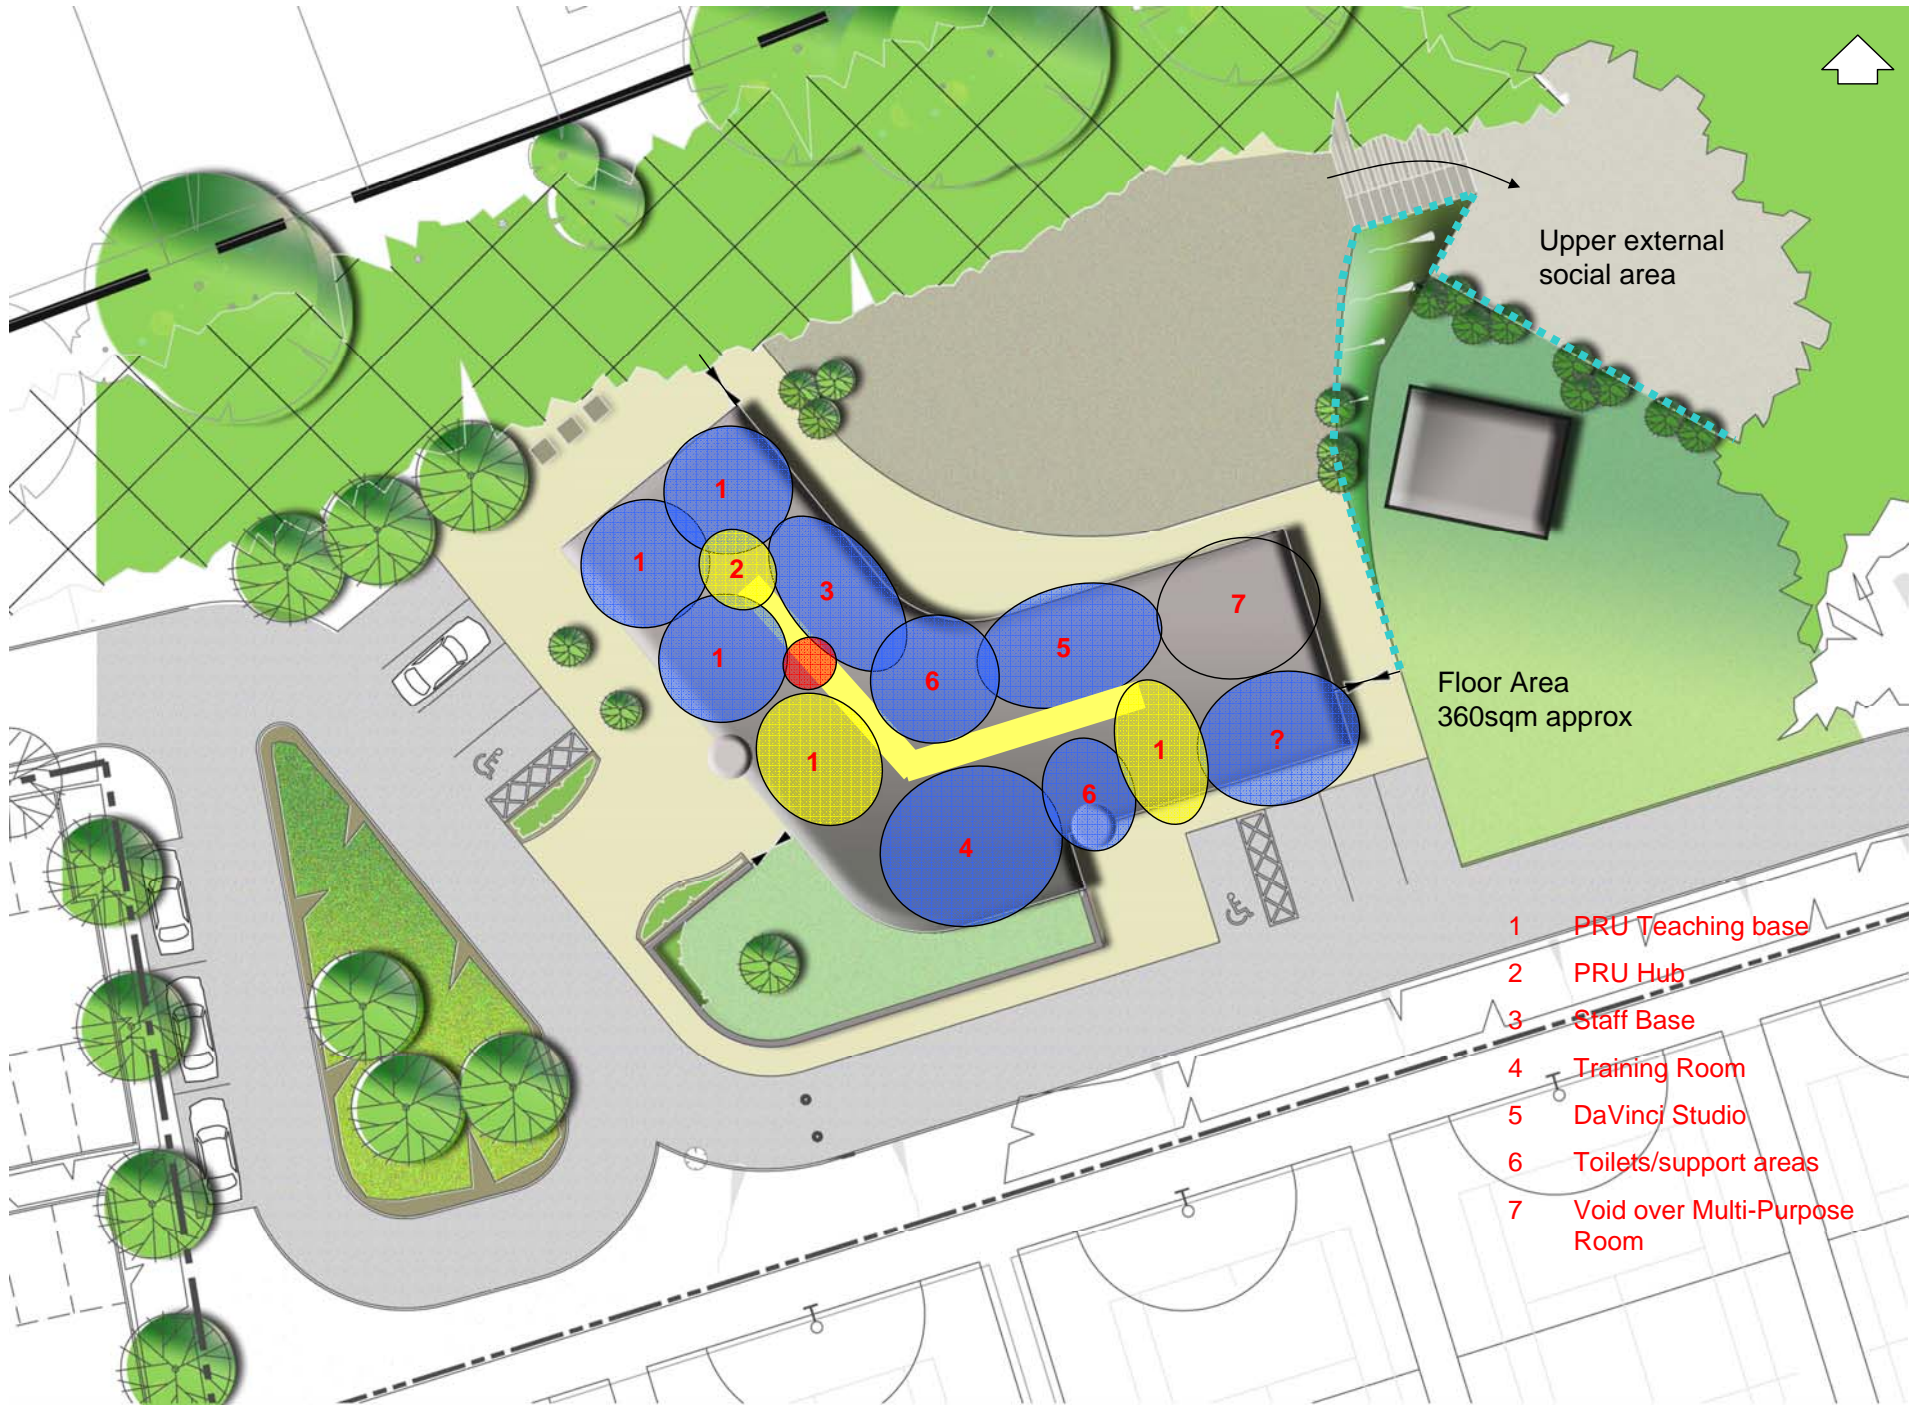 Upper external
social area
1
1
2
3
7
5
1
6
Floor Area
360sqm approx
?
1
1
6
4
1 PRU Teaching base
2 PRU Hub
3 Staff Base
4 Training Room
5 DaVinci Studio
6 Toilets/support areas
7 Void over Multi-Purpose
Room